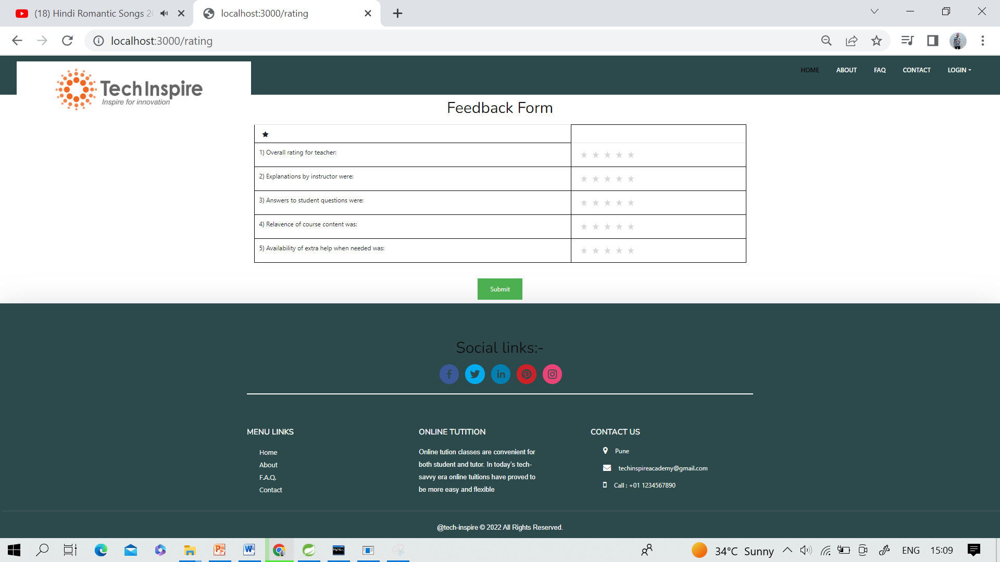 (18) Hindi Romantic Songs 20
localhost:3000/rating
localhost:3000/rating
HOME ABOUT FAQ CONTACT LOGIN
Tech Inspire
Inspire for innovation
Feedback Form
1) Overall rating for teacher:
2) Explanations by instructor were:
3) Answers to student questions were:
4) Relavence of course content was:
5) Availability of extra help when needed was:
Submit
Social links:-
MENU LINKS
Home
About
F.A.Q.
Contact
ONLINE TUTITION
Online tution classes are convenient for
both student and tutor. In today's tech-
savvy era online tuitions have proved to
be more easy and flexible
CONTACT US
Pune
techinspireacademy@gmail.com
Call : +01 1234567890
@tech-inspire © 2022 All Rights Reserved.
34°C Sunny
ENG
15:09